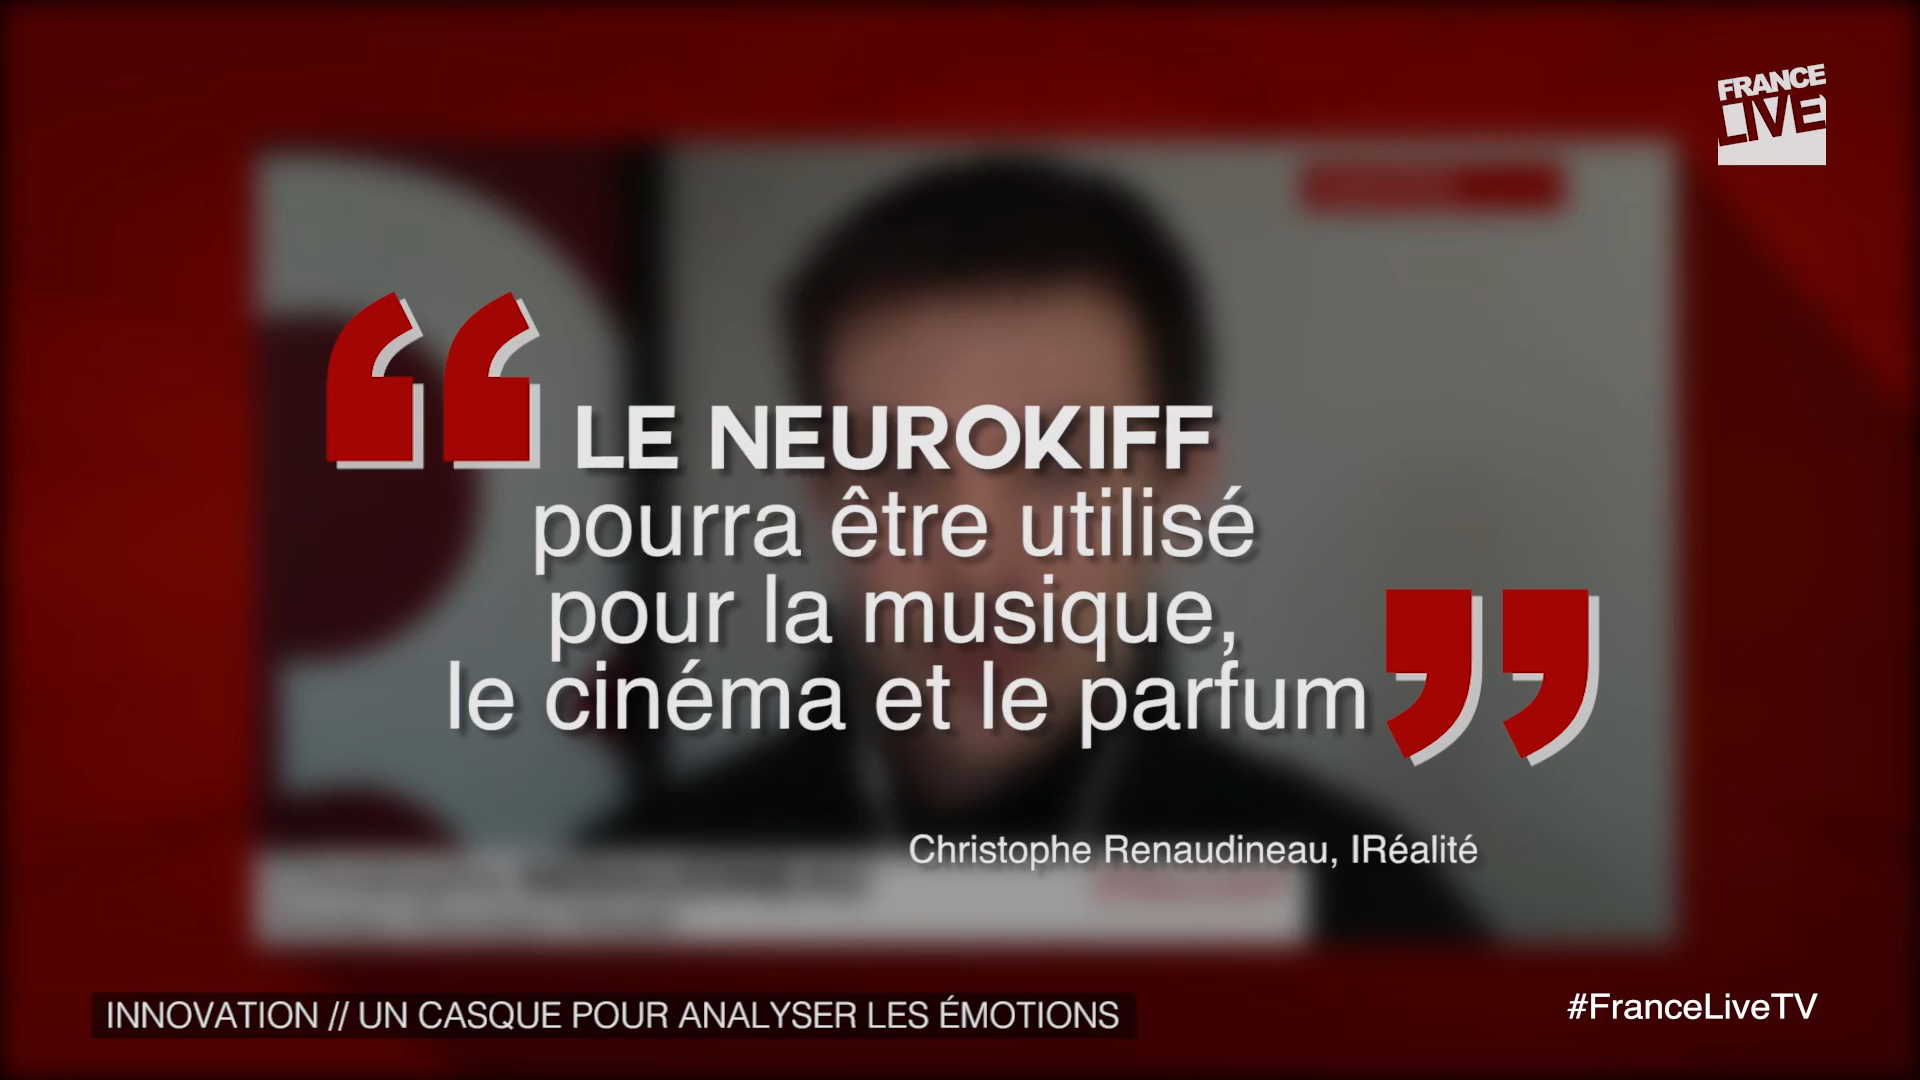 FRANCE
LIVE
LE NEUROKIFF
pourra être utilisé
pour la musique,
le cinéma et le parfum
Christophe Renaudineau, IRéalité
INNOVATION // UN CASQUE POUR ANALYSER LES ÉMOTIONS
#FranceLiveTV